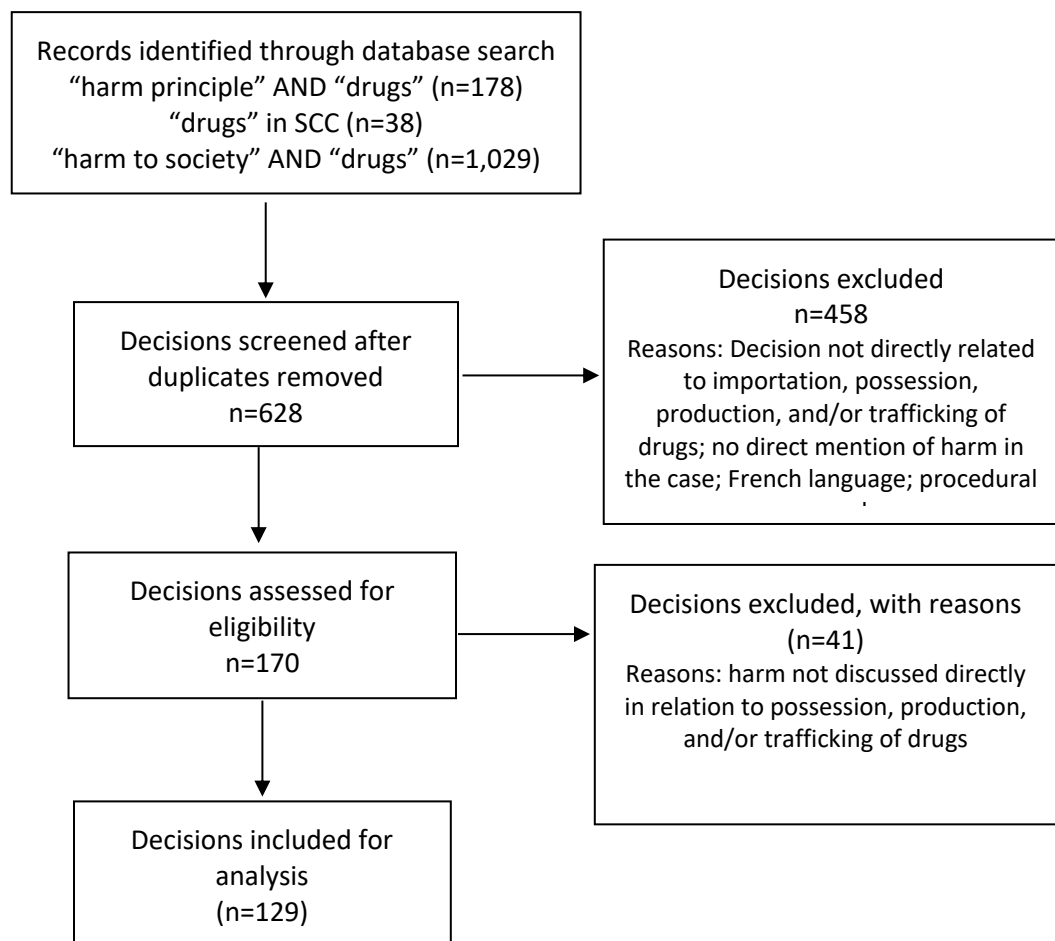 Records identified through database search
“harm principle” AND “drugs” (n=178)
“drugs” in SCC (n=38)
“harm to society” AND “drugs” (n=1,029)
Decisions screened after
duplicates removed
n=628
Decisions excluded
n=458
Reasons: Decision not directly related
to importation, possession,
production, and/or trafficking of
drugs; no direct mention of harm in
the case; French language; procedural
Decisions assessed for
eligibility
n=170
Decisions excluded, with reasons
(n=41)
Reasons: harm not discussed directly
in relation to possession, production,
and/or trafficking of drugs
Decisions included for
analysis
(n=129)